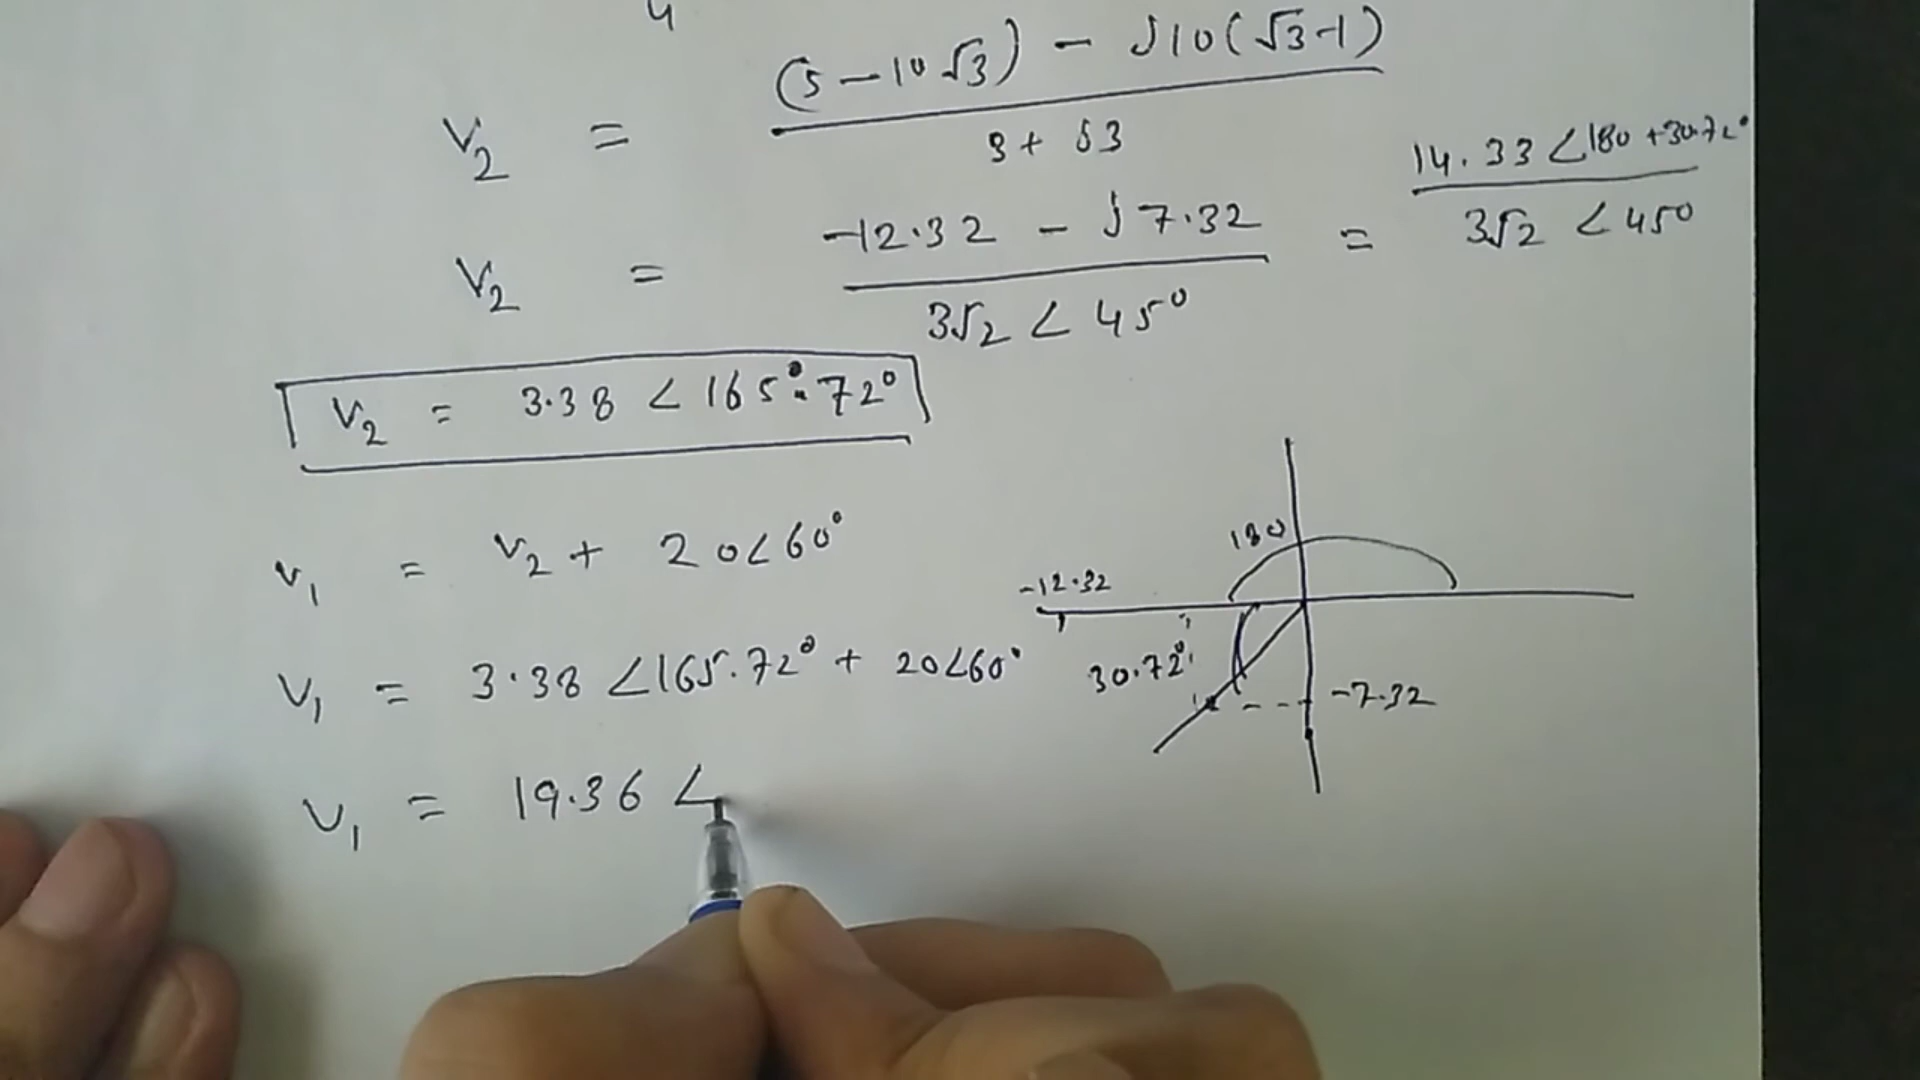 4
V₂ = (5 - 10√3) - J10(√3-1) / 3 + j3
V₂ = -12.32 - j7.32 / 3√2 ∠45° = 14.33 ∠180 + 30.72° / 3√2 ∠45°
V₂ = 3.38 ∠165°.72°
V₁ = V₂ + 20∠60°
V₁ = 3.38 ∠165.72° + 20∠60°
V₁ = 19.36 ∠
180
-12.32
30.72°
-7.32